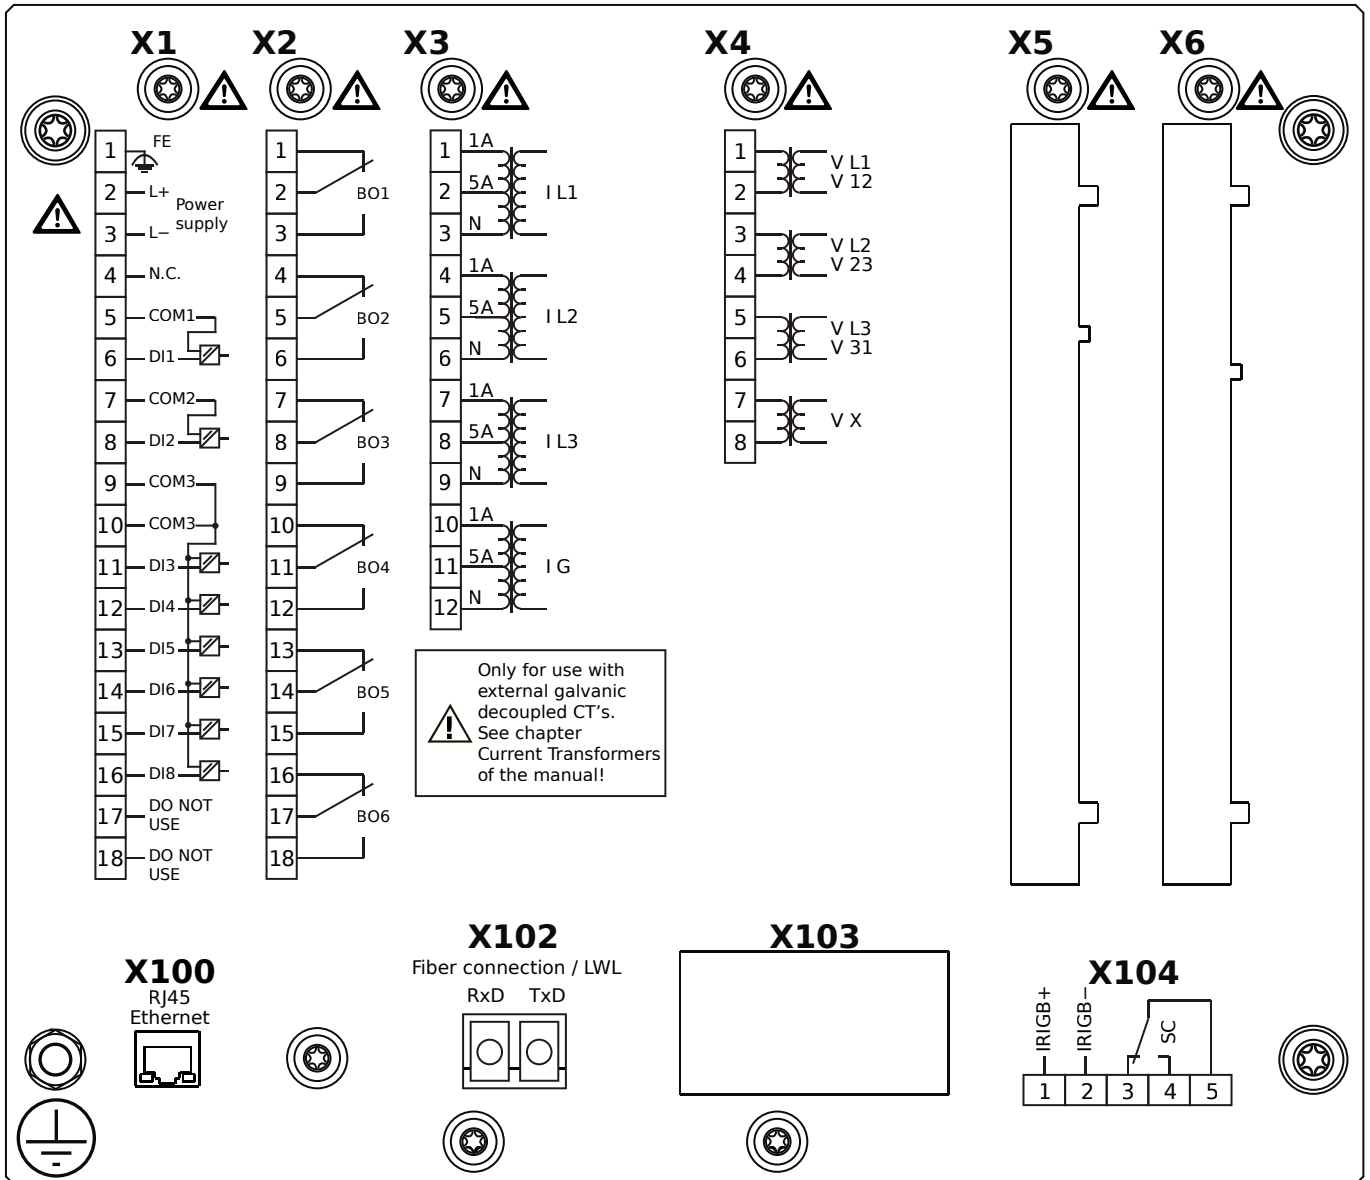 X1 X2 X3 X4 X5 X6
1 FE
2 L+ Power
3 L− supply
4 N.C.
5 COM1
6 DI1
7 COM2
8 DI2
9 COM3
10 COM3
11 DI3
12 DI4
13 DI5
14 DI6
15 DI7
16 DI8
17 DO NOT
USE
18 DO NOT
USE
1
2 BO1
3
4
5 BO2
6
7
8 BO3
9
10
11 BO4
12
13
14 BO5
15
16
17 BO6
18
1 1A
2 5A I L1
3 N
4 1A
5 5A I L2
6 N
7 1A
8 5A I L3
9 N
10 1A
11 5A I G
12 N
Only for use with
external galvanic
decoupled CT's.
See chapter
Current Transformers
of the manual!
1 V L1
2 V 12
3 V L2
4 V 23
5 V L3
6 V 31
7 V X
8
X100
RJ45
Ethernet
X102
Fiber connection / LWL
RxD TxD
X103
X104
IRIGB+ IRIGB− SC
1 2 3 4 5